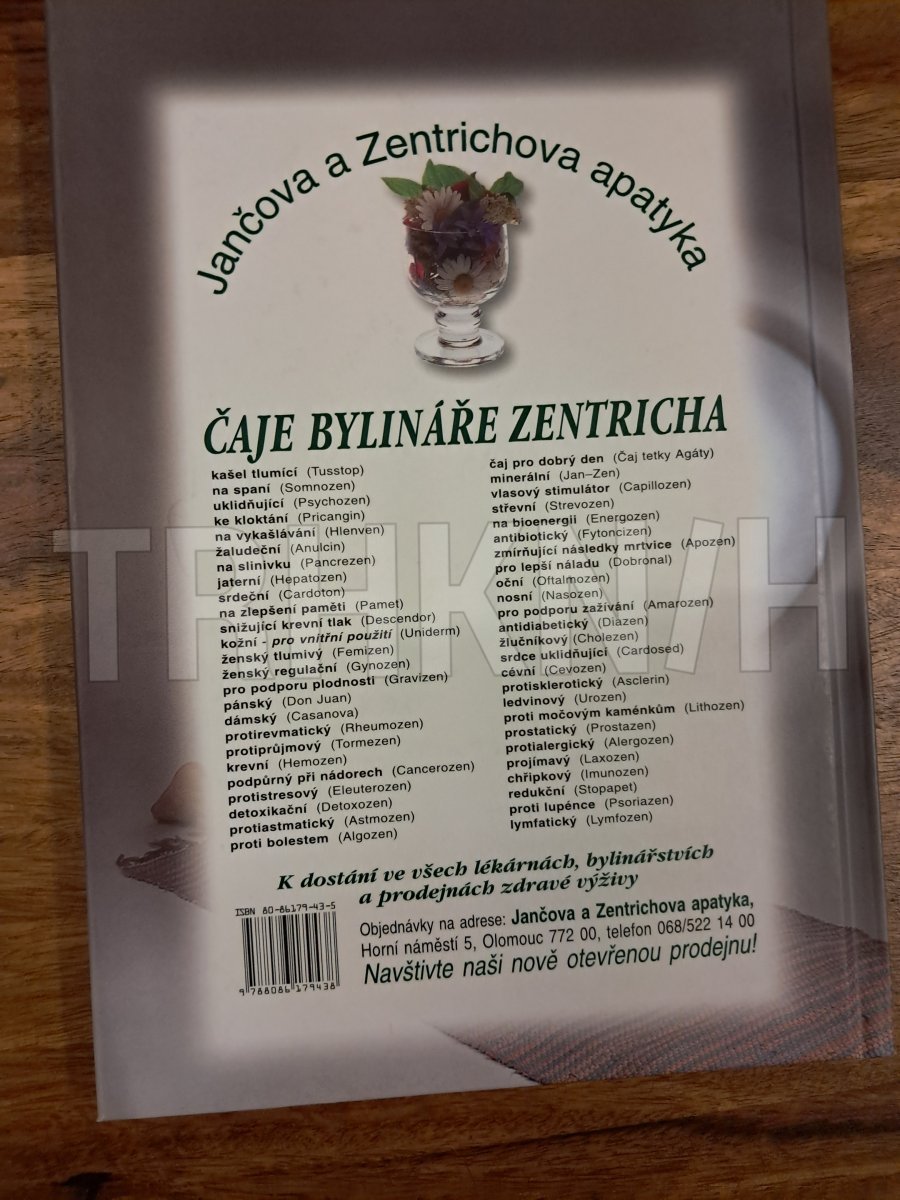 Jančova a Zentrichova apatyka
ČAJE BYLINÁŘE ZENTRICHA
kašel tlumící (Tusstop)
na spaní (Somnozen)
uklidňující (Psychozen)
ke kloktání (Pricangin)
na vykašlávání (Hlenven)
žaludeční (Anulcin)
na slinivku (Pancrezen)
jaterní (Hepatozen)
srdeční (Cardoton)
na zlepšení paměti (Pamet)
snižující krevní tlak (Descendor)
kožní - pro vnitřní použití (Uniderm)
ženský tlumivý (Femizen)
ženský regulační (Gynozen)
pro podporu plodnosti (Gravizen)
pánský (Don Juan)
dámský (Casanova)
protirevmatický (Rheumozen)
protiprůjmový (Tormezen)
krevní (Hemozen)
podpůrný při nádorech (Cancerozen)
protistresový (Eleuterozen)
detoxikační (Detoxozen)
protiastmatický (Astmozen)
proti bolestem (Algozen)
čaj pro dobrý den (Čaj tetky Agáty)
minerální (Jan–Zen)
vlasový stimulátor (Capillozen)
střevní (Strevozen)
na bioenergii (Energozen)
antibiotický (Fytoncizen)
zmírňující následky mrtvice (Apozen)
pro lepší náladu (Dobronal)
oční (Oftalmozen)
nosní (Nasozen)
pro podporu zažívání (Amarozen)
antidiabetický (Diazen)
žlučníkový (Cholezen)
srdce uklidňující (Cardosed)
cévní (Cevozen)
protisklerotický (Asclerin)
ledvinový (Urozen)
proti močovým kaménkům (Lithozen)
prostatický (Prostazen)
protialergický (Alergozen)
projímavý (Laxozen)
chřipkový (Imunozen)
redukční (Stopapet)
proti lupénce (Psoriazen)
lymfatický (Lymfozen)
K dostání ve všech lékárnách, bylinářstvích
a prodejnách zdravé výživy
ISBN 80-86179-43-5
9 788086 179438
Objednávky na adrese: Jančova a Zentrichova apatyka,
Horní náměstí 5, Olomouc 772 00, telefon 068/522 14 00
Navštivte naši nově otevřenou prodejnu!